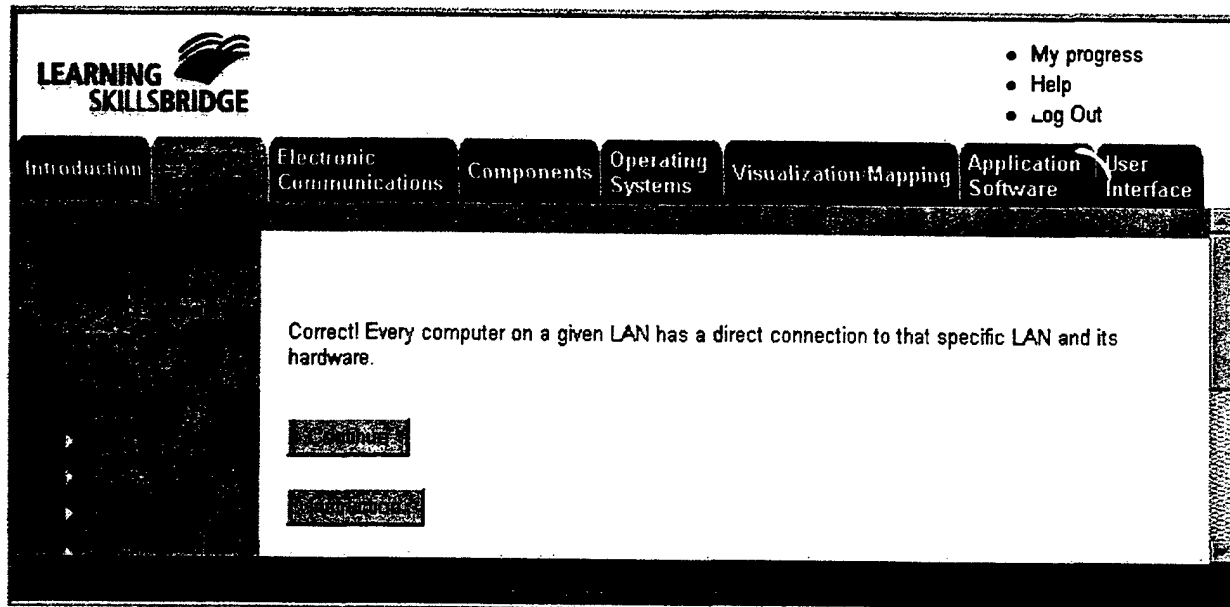 LEARNING
SKILLSBRIDGE
• My progress
• Help
• Log Out
Introduction
Electronic
Communications
Components
Operating
Systems
Visualization/Mapping
Application
Software
User
Interface
Correct! Every computer on a given LAN has a direct connection to that specific LAN and its
hardware.
Continue